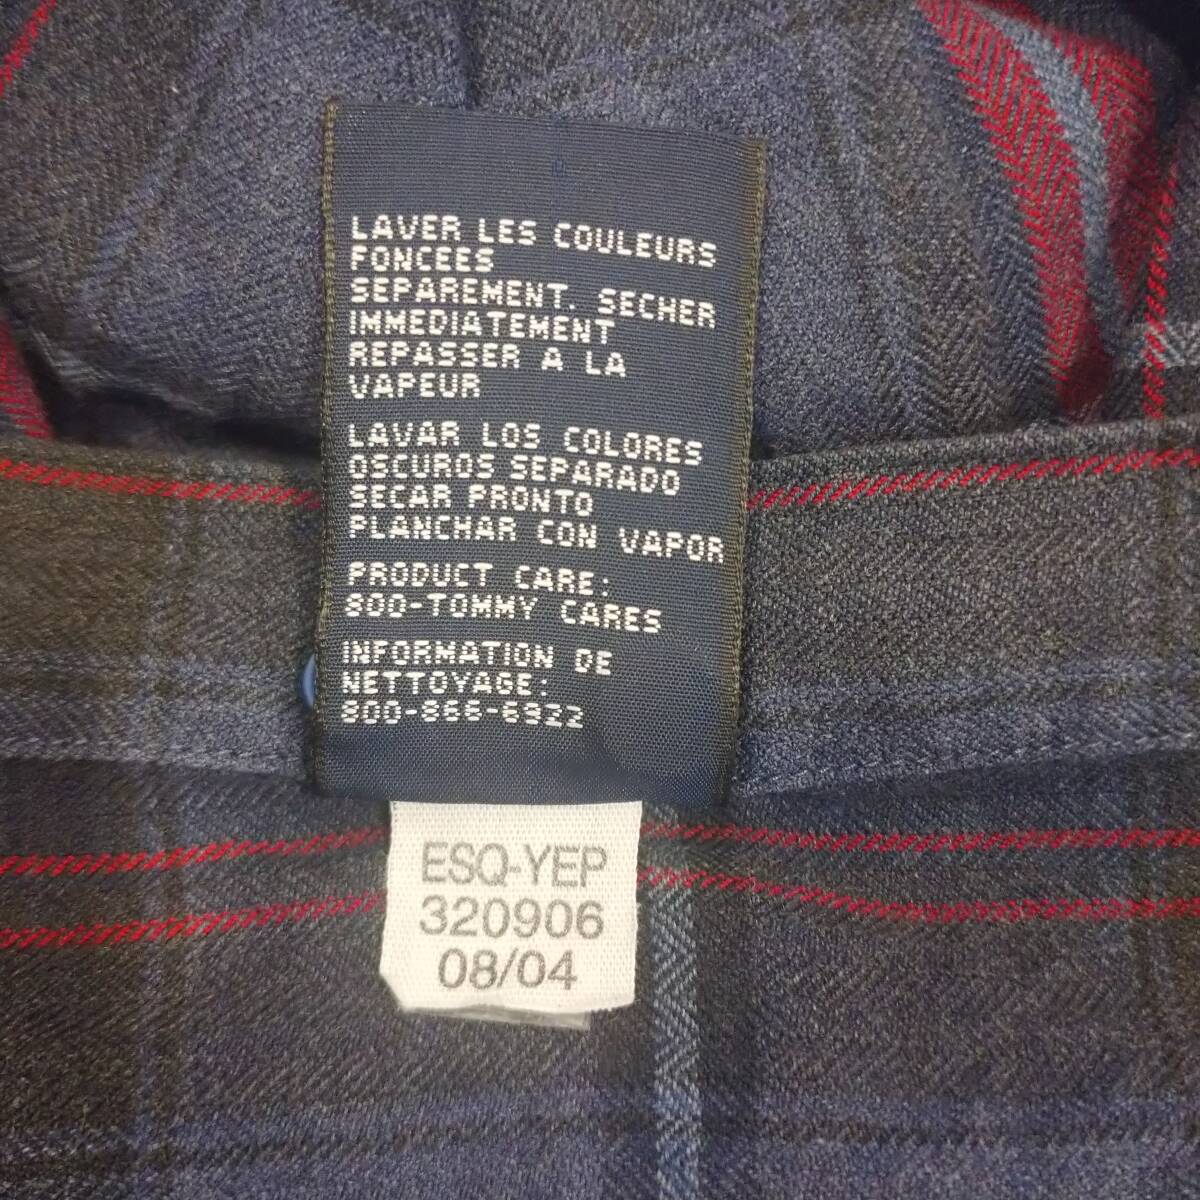 LAVER LES COULEURS
FONCEES
SEPAREMENT. SECHER
IMMEDIATEMENT
REPASSER A LA
VAPEUR
LAVAR LOS COLORES
OSCUROS SEPARADO
SECAR PRONTO
PLANCHAR CON VAPOR
PRODUCT CARE:
800-TOMMY CARES
INFORMATION DE
NETTOYAGE:
800-866-6922
ESQ-YEP
320906
08/04